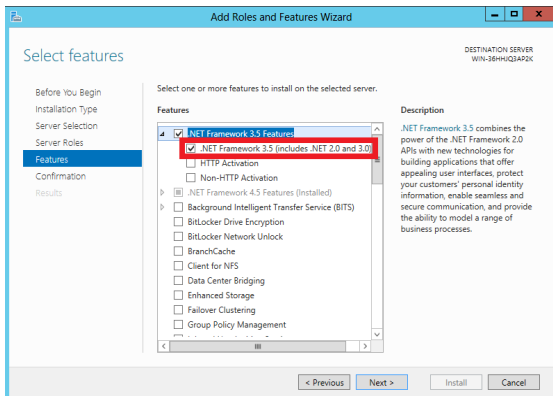 Add Roles and Features Wizard
Select features
DESTINATION SERVER
WIN-36HHJQ3AP2K
Before You Begin
Installation Type
Server Selection
Server Roles
Features
Confirmation
Results
Select one or more features to install on the selected server.
Features
.NET Framework 3.5 Features
.NET Framework 3.5 (includes .NET 2.0 and 3.0)
HTTP Activation
Non-HTTP Activation
.NET Framework 4.5 Features (Installed)
Background Intelligent Transfer Service (BITS)
BitLocker Drive Encryption
BitLocker Network Unlock
BranchCache
Client for NFS
Data Center Bridging
Enhanced Storage
Failover Clustering
Group Policy Management
Description
.NET Framework 3.5 combines the
power of the .NET Framework 2.0
APIs with new technologies for
building applications that offer
appealing user interfaces, protect
your customers' personal identity
information, enable seamless and
secure communication, and provide
the ability to model a range of
business processes.
< Previous
Next >
Install
Cancel